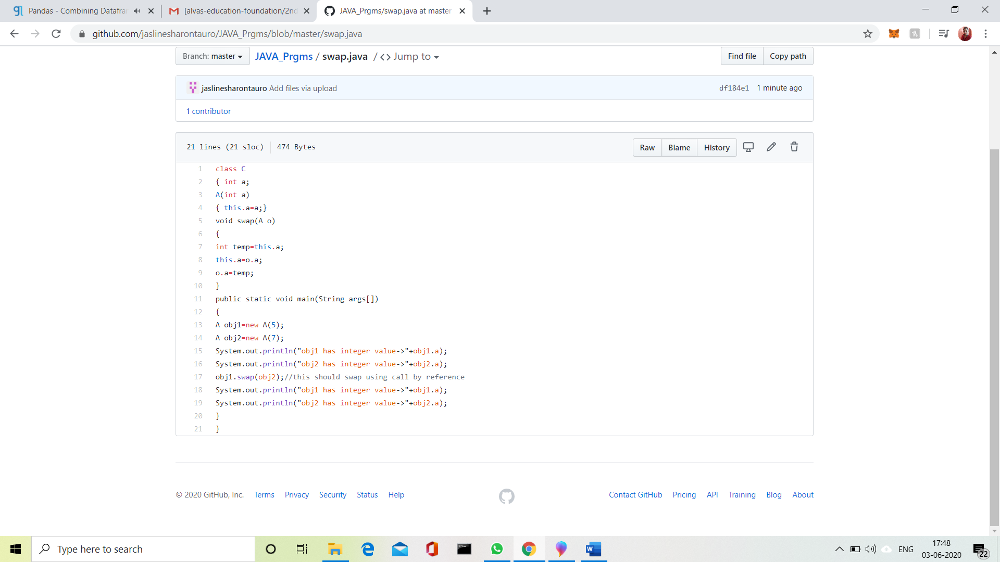 Pandas - Combining Datafra
[alvas-education-foundation/2nd
JAVA_Prgms/swap.java at master
github.com/jaslinesharontauro/JAVA_Prgms/blob/master/swap.java
Branch: master
JAVA_Prgms / swap.java / <> Jump to
Find file
Copy path
jaslinesharontauro Add files via upload
df184e1 1 minute ago
1 contributor
21 lines (21 sloc) 474 Bytes
Raw
Blame
History
1 class C
2 { int a;
3 A(int a)
4 { this.a=a;}
5 void swap(A o)
6 {
7 int temp=this.a;
8 this.a=o.a;
9 o.a=temp;
10 }
11 public static void main(String args[])
12 {
13 A obj1=new A(5);
14 A obj2=new A(7);
15 System.out.println("obj1 has integer value->"+obj1.a);
16 System.out.println("obj2 has integer value->"+obj2.a);
17 obj1.swap(obj2);//this should swap using call by reference
18 System.out.println("obj1 has integer value->"+obj1.a);
19 System.out.println("obj2 has integer value->"+obj2.a);
20 }
21 }
© 2020 GitHub, Inc. Terms Privacy Security Status Help
Contact GitHub Pricing API Training Blog About
Type here to search
ENG
17:48
03-06-2020
22